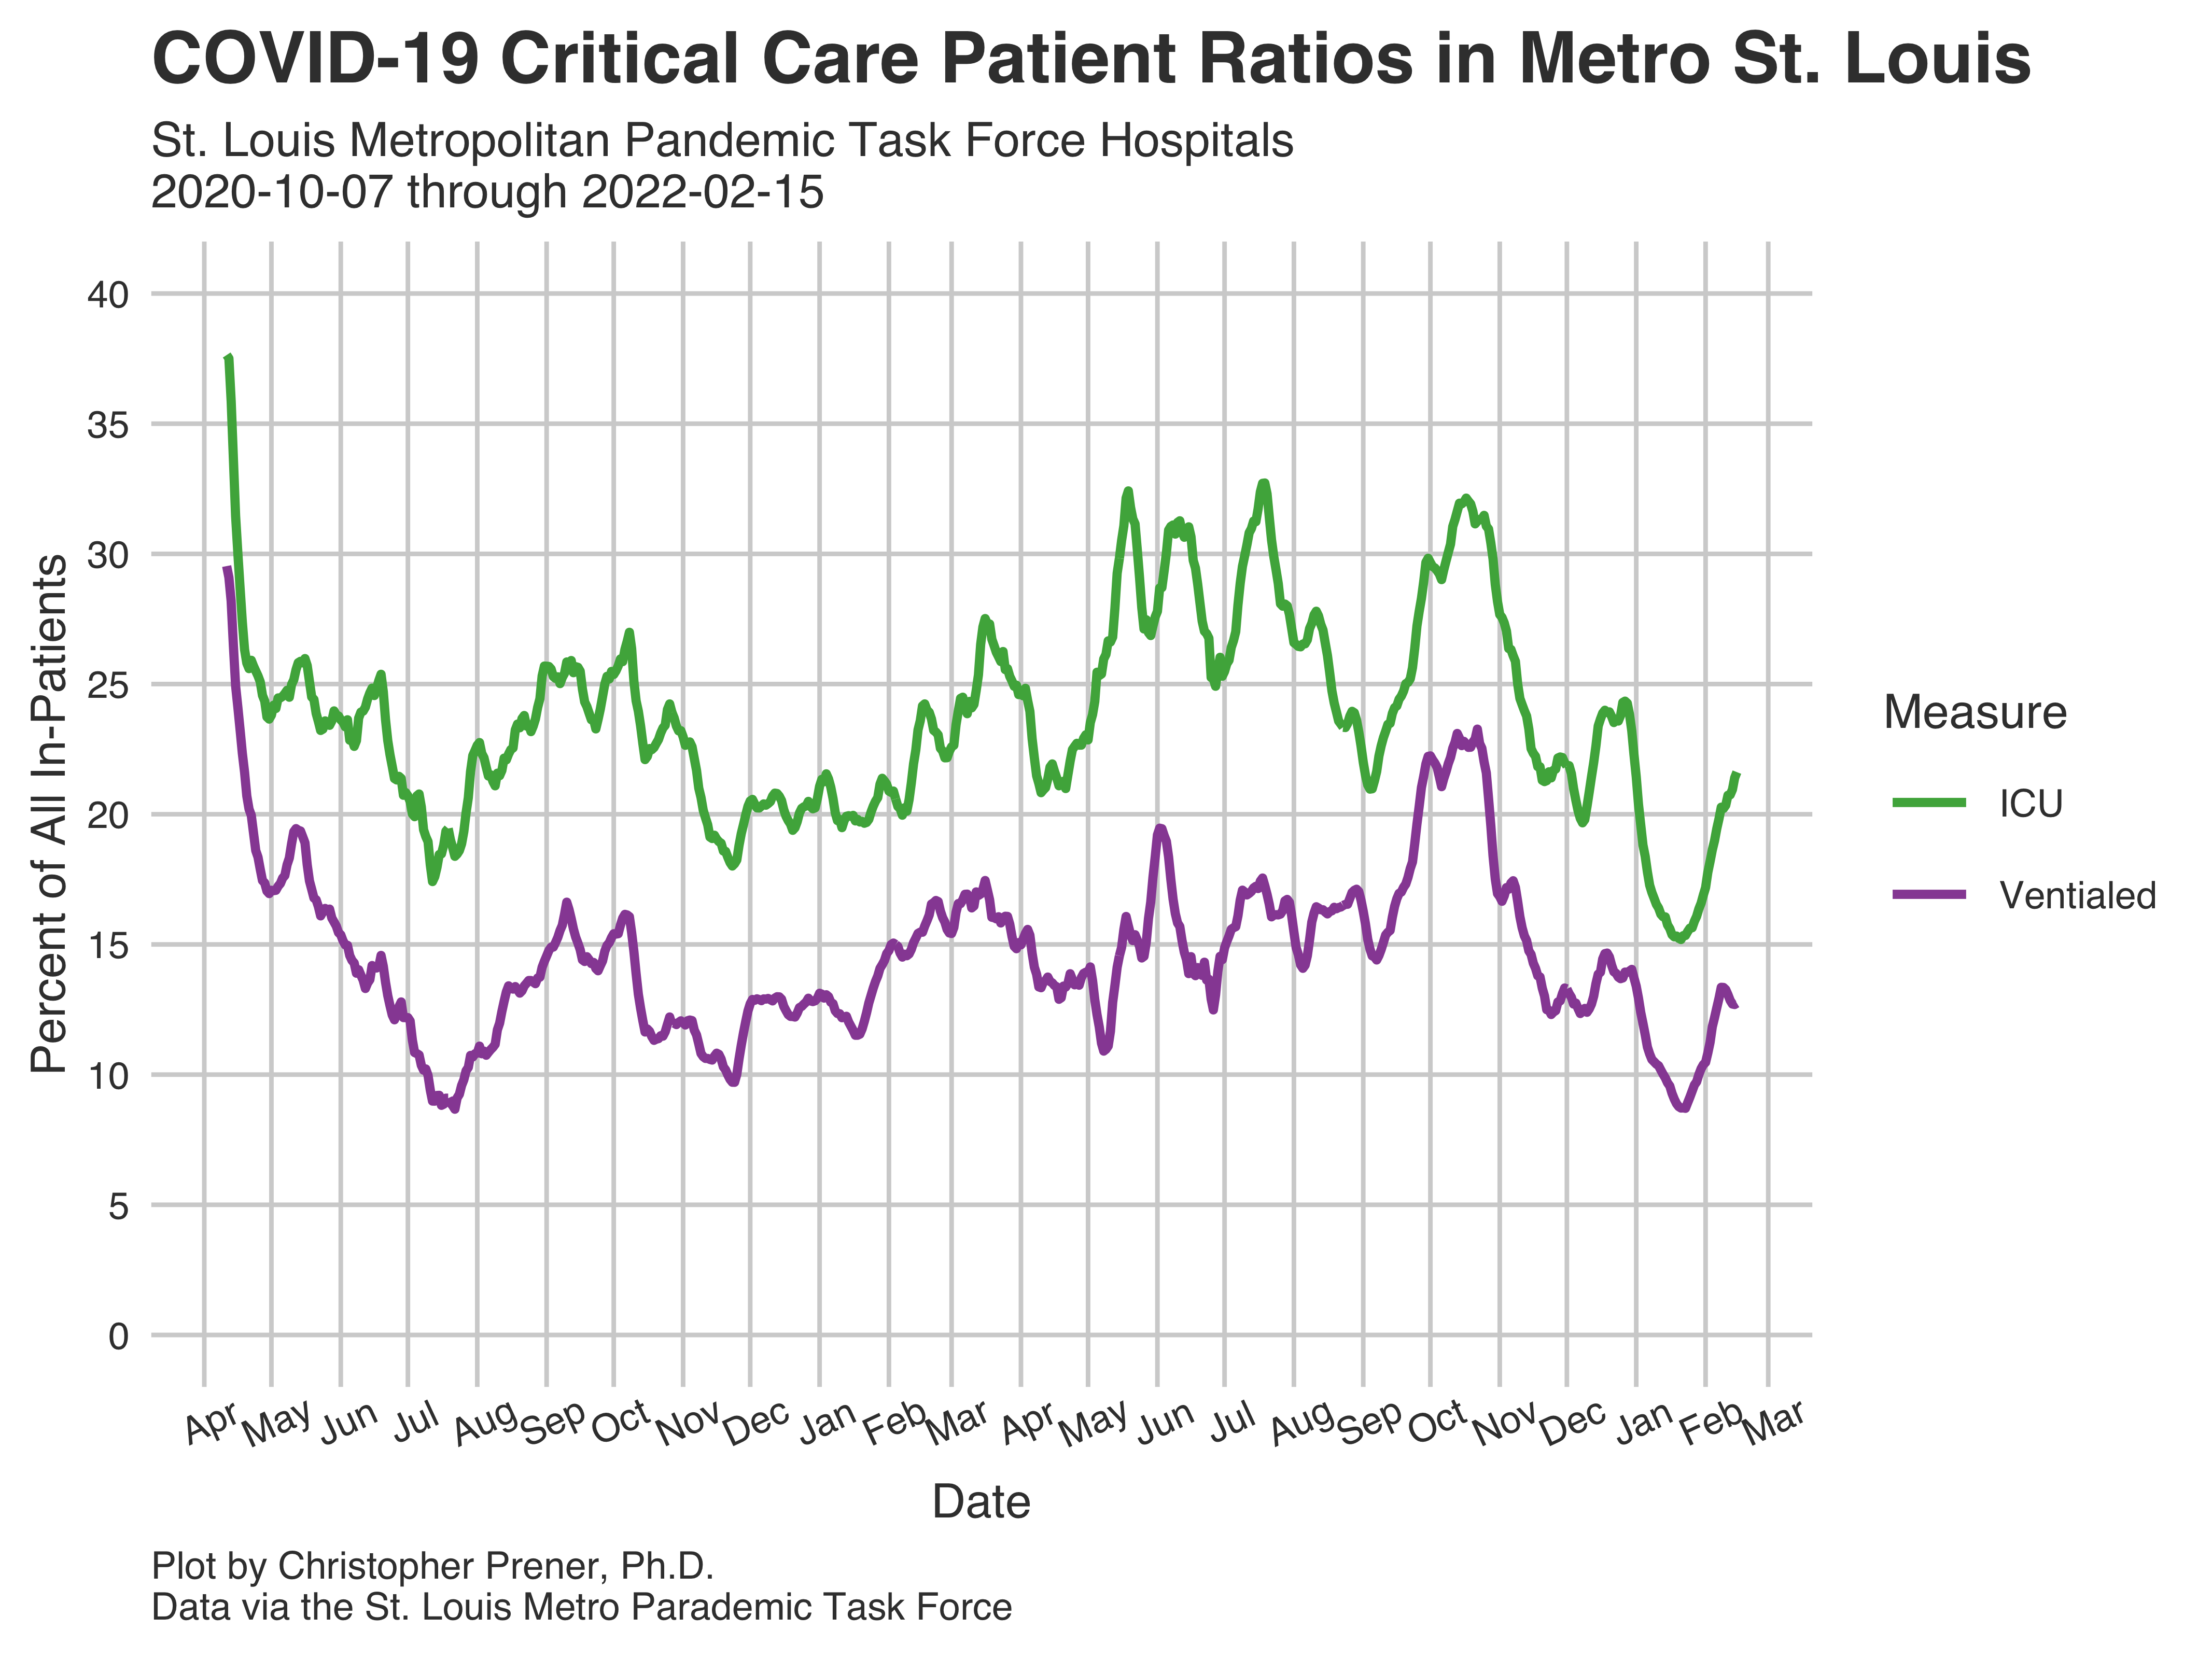 COVID-19 Critical Care Patient Ratios in Metro St. Louis
St. Louis Metropolitan Pandemic Task Force Hospitals
2020-10-07 through 2022-02-15
Percent of All In-Patients
40
35
30
25
20
15
10
5
0
Apr May Jun Jul Aug Sep Oct Nov Dec Jan Feb Mar Apr May Jun Jul Aug Sep Oct Nov Dec Jan Feb Mar
Date
Measure
ICU
Ventialed
Plot by Christopher Prener, Ph.D.
Data via the St. Louis Metro Parademic Task Force